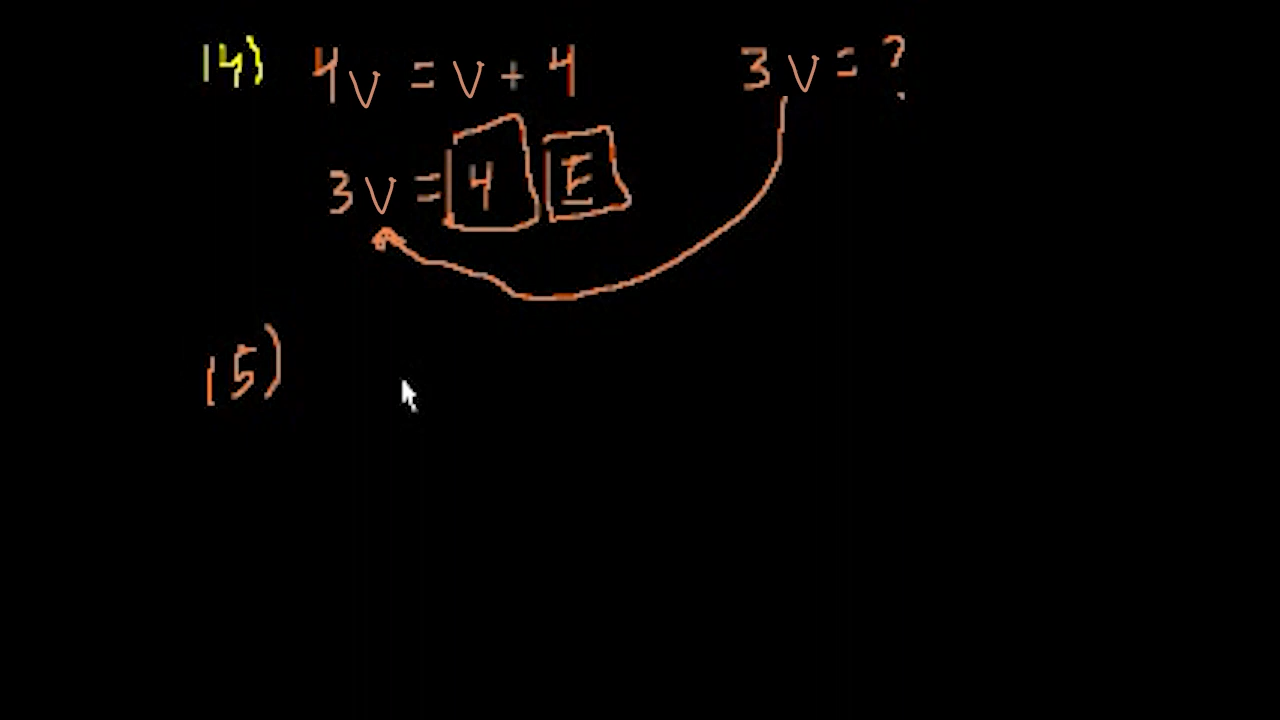 14) 4v = v + 4 3v = ?
3v = 4 E
15)